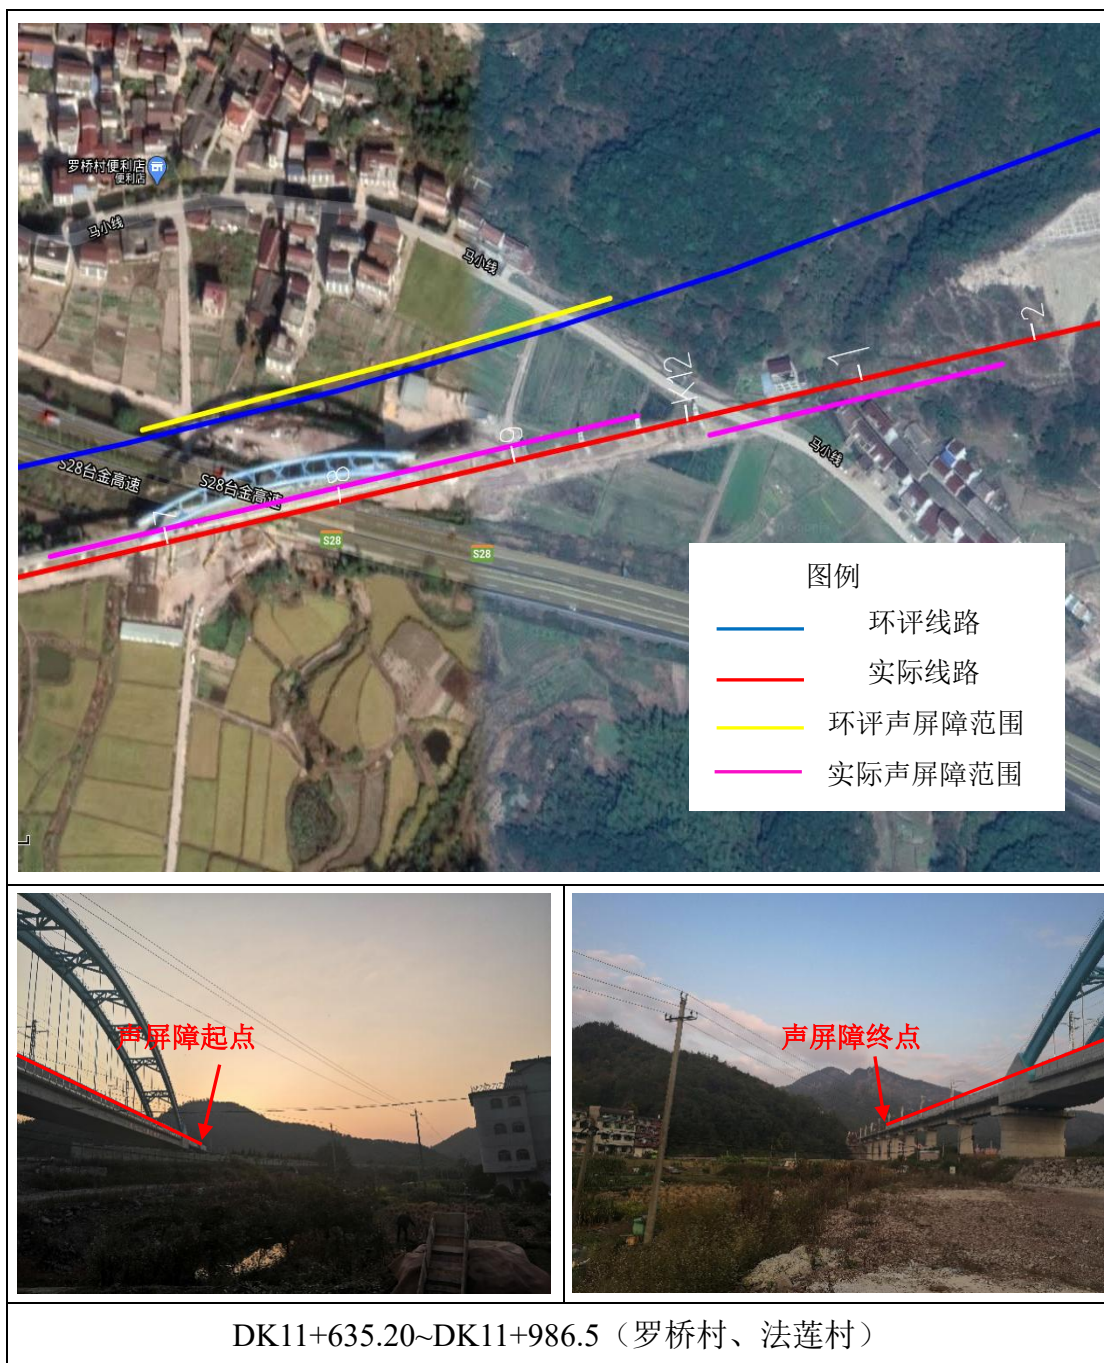 罗桥村便利店
便利店
马小线
马小线
2
1
K12
马小线
9
8
7
S28台金高速
S28台金高速
S28
S28
图例
环评线路
实际线路
环评声屏障范围
实际声屏障范围
声屏障起点
声屏障终点
DK11+635.20~DK11+986.5（罗桥村、法莲村）